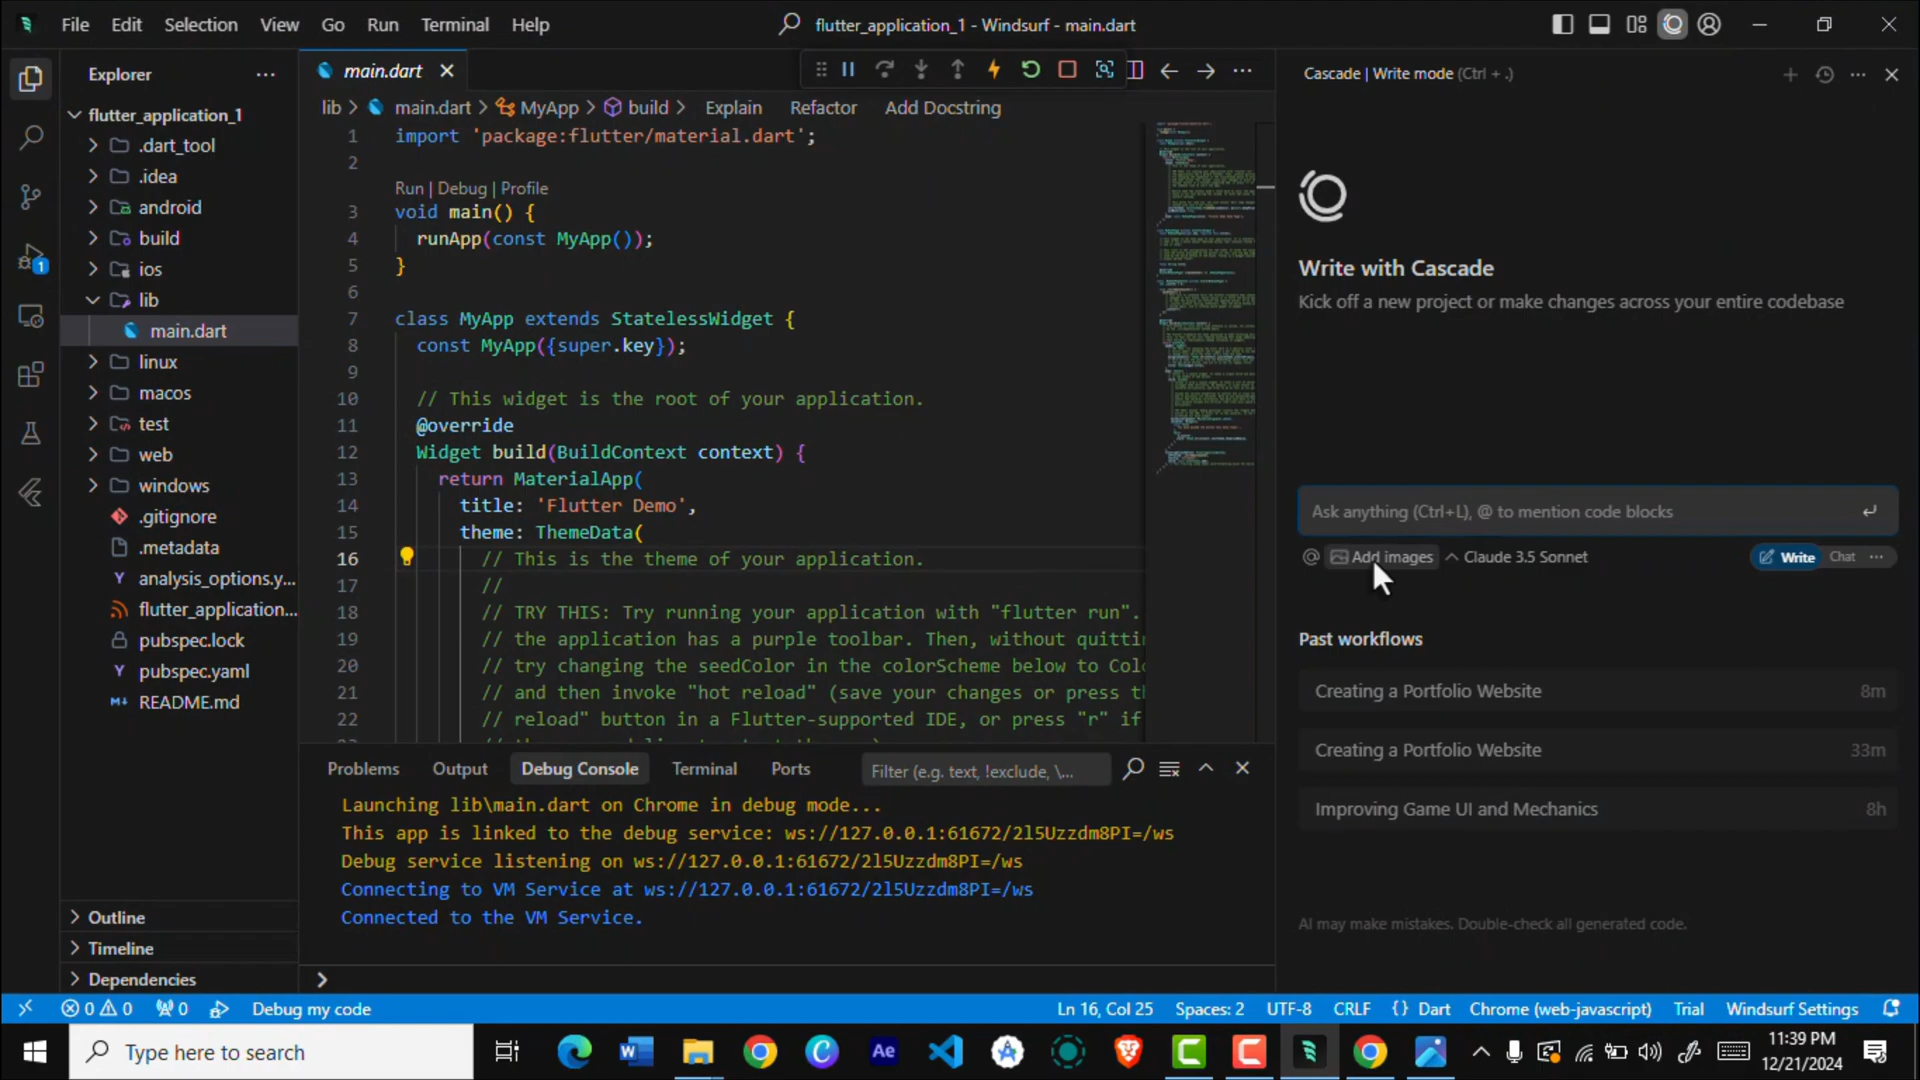 File Edit Selection View Go Run Terminal Help
flutter_application_1 - Windsurf - main.dart
Explorer
flutter_application_1
.dart_tool
.idea
android
build
ios
lib
main.dart
linux
macos
test
web
windows
.gitignore
.metadata
analysis_options.y...
flutter_application...
pubspec.lock
pubspec.yaml
README.md
Outline
Timeline
Dependencies
main.dart
lib > main.dart > MyApp > build > Explain Refactor Add Docstring
1 import 'package:flutter/material.dart';
2
Run | Debug | Profile
3 void main() {
4 runApp(const MyApp());
5 }
6
7 class MyApp extends StatelessWidget {
8 const MyApp({super.key});
9
10 // This widget is the root of your application.
11 @override
12 Widget build(BuildContext context) {
13 return MaterialApp(
14 title: 'Flutter Demo',
15 theme: ThemeData(
16 // This is the theme of your application.
17 //
18 // TRY THIS: Try running your application with "flutter run".
19 // the application has a purple toolbar. Then, without quitti
20 // try changing the seedColor in the colorScheme below to Col
21 // and then invoke "hot reload" (save your changes or press t
22 // reload" button in a Flutter-supported IDE, or press "r" if
Problems Output Debug Console Terminal Ports Filter (e.g. text, !exclude, \...
Launching lib\main.dart on Chrome in debug mode...
This app is linked to the debug service: ws://127.0.0.1:61672/2l5Uzzdm8PI=/ws
Debug service listening on ws://127.0.0.1:61672/2l5Uzzdm8PI=/ws
Connecting to VM Service at ws://127.0.0.1:61672/2l5Uzzdm8PI=/ws
Connected to the VM Service.
Cascade | Write mode (Ctrl + .)
Write with Cascade
Kick off a new project or make changes across your entire codebase
Ask anything (Ctrl+L), @ to mention code blocks
@ Add images Claude 3.5 Sonnet Write Chat
Past workflows
Creating a Portfolio Website 8m
Creating a Portfolio Website 33m
Improving Game UI and Mechanics 8h
AI may make mistakes. Double-check all generated code.
0 0 0 Debug my code Ln 16, Col 25 Spaces: 2 UTF-8 CRLF {} Dart Chrome (web-javascript) Trial Windsurf Settings
Type here to search
11:39 PM
12/21/2024